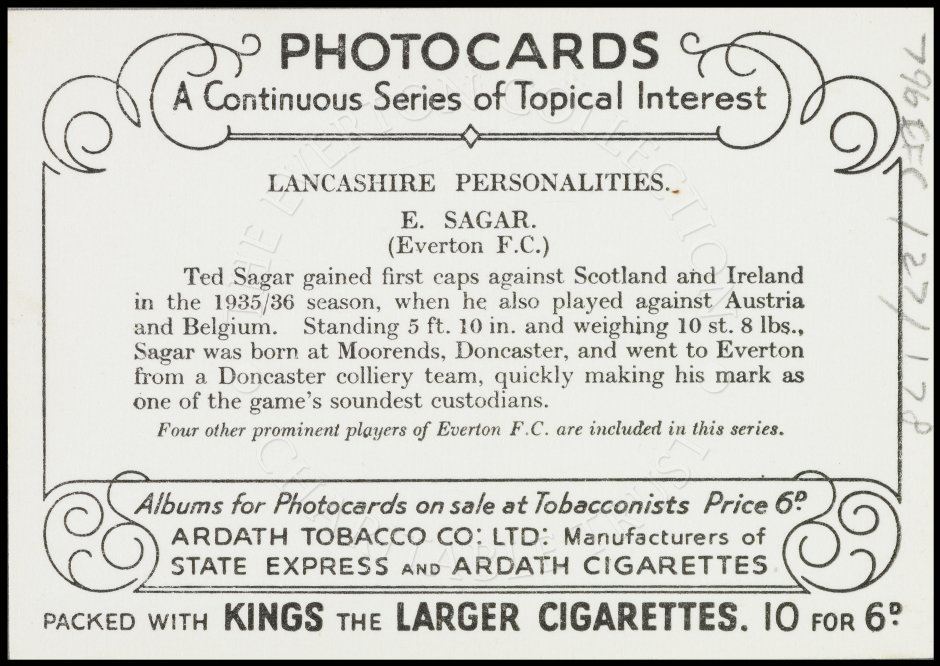 PHOTOCARDS
A Continuous Series of Topical Interest
LANCASHIRE PERSONALITIES.
E. SAGAR.
(Everton F.C.)
Ted Sagar gained first caps against Scotland and Ireland
in the 1935/36 season, when he also played against Austria
and Belgium. Standing 5 ft. 10 in. and weighing 10 st. 8 lbs.,
Sagar was born at Moorends, Doncaster, and went to Everton
from a Doncaster colliery team, quickly making his mark as
one of the game's soundest custodians.
Four other prominent players of Everton F.C. are included in this series.
Albums for Photocards on sale at Tobacconists Price 6D.
ARDATH TOBACCO CO: LTD: Manufacturers of
STATE EXPRESS AND ARDATH CIGARETTES
PACKED WITH KINGS THE LARGER CIGARETTES. 10 FOR 6D
THE EVERTON COLLECTION
CHARITABLE TRUST